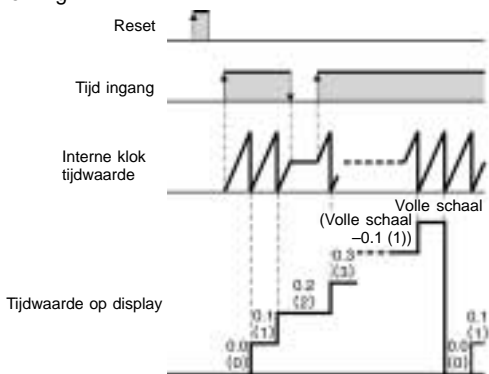 Reset
Tijd ingang
Interne klok
tijdwaarde
Volle schaal
(Volle schaal
–0.1 (1))
0.3
(3)
0.2
(2)
Tijdwaarde op display
0.1
(1)
0.1
(1)
0.0
(0)
0.0
(0)